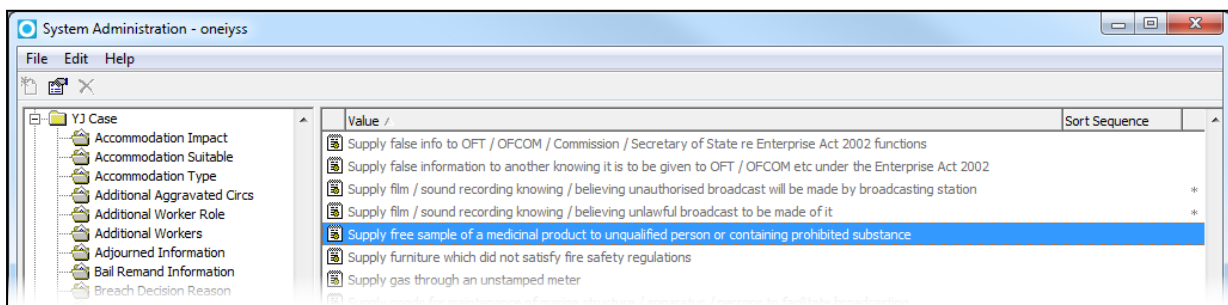 System Administration - oneiyss
File Edit Help
YJ Case
Accommodation Impact
Accommodation Suitable
Accommodation Type
Additional Aggravated Circs
Additional Worker Role
Additional Workers
Adjourned Information
Bail Remand Information
Breach Decision Reason
Value Sort Sequence
Supply false info to OFT / OFCOM / Commission / Secretary of State re Enterprise Act 2002 functions
Supply false information to another knowing it is to be given to OFT / OFCOM etc under the Enterprise Act 2002
Supply film / sound recording knowing / believing unauthorised broadcast will be made by broadcasting station *
Supply film / sound recording knowing / believing unlawful broadcast to be made of it *
Supply free sample of a medicinal product to unqualified person or containing prohibited substance
Supply furniture which did not satisfy fire safety regulations
Supply gas through an unstamped meter